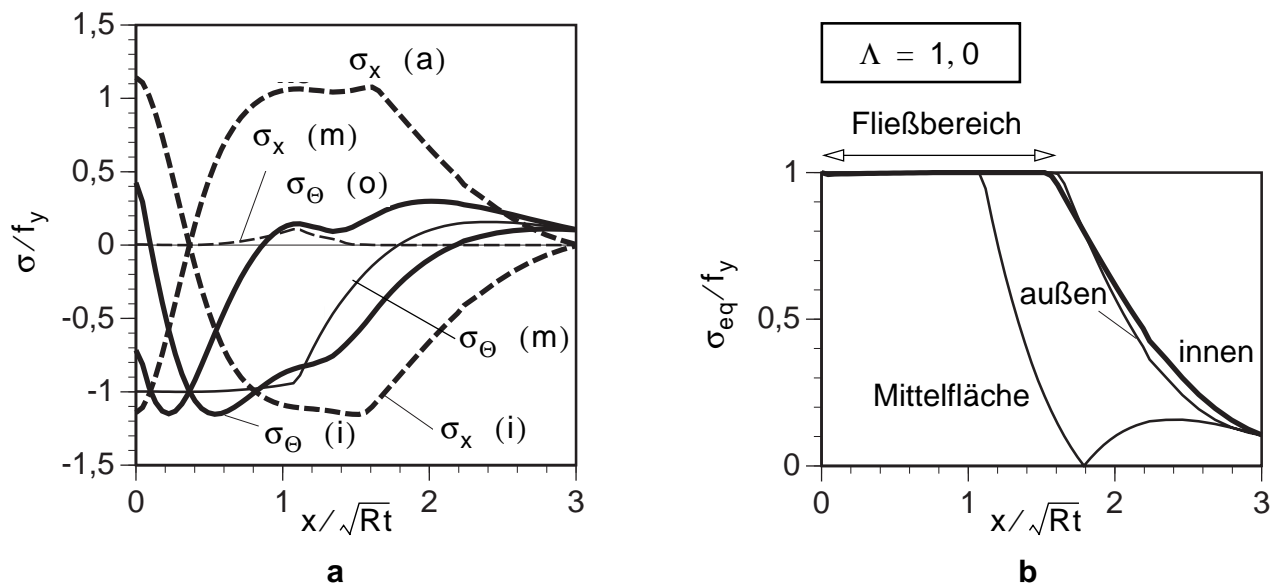 1,5
1
0,5
0
-0,5
-1
-1,5
σ/f_y
σ_x (a)
σ_x (m)
σ_Θ (o)
σ_Θ (m)
σ_Θ (i)
σ_x (i)
0 1 2 3
x/√Rt
a
Λ = 1,0
Fließbereich
1
0,5
0
σ_eq/f_y
außen
innen
Mittelfläche
0 1 2 3
x/√Rt
b